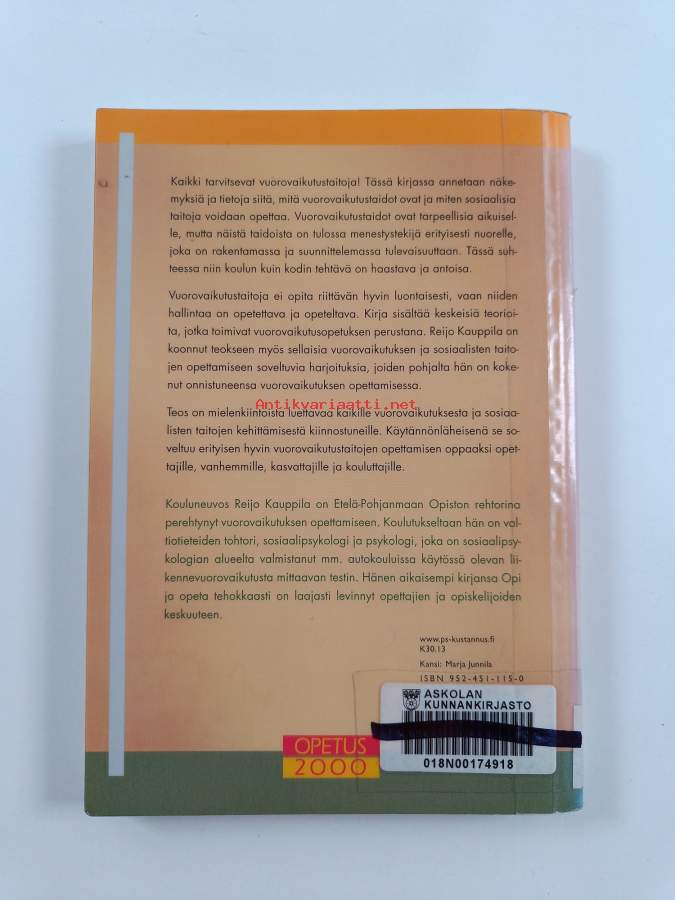 Kaikki tarvitsevat vuorovaikutustaitoja! Tässä kirjassa annetaan näke-
myksiä ja tietoja siitä, mitä vuorovaikutustaidot ovat ja miten sosiaalisia
taitoja voidaan opettaa. Vuorovaikutustaidot ovat tarpeellisia aikuisel-
le, mutta näistä taidoista on tulossa menestystekijä erityisesti nuorelle,
joka on rakentamassa ja suunnittelemassa tulevaisuuttaan. Tässä suh-
teessa niin koulun kuin kodin tehtävä on haastava ja antoisa.
Vuorovaikutustaitoja ei opita riittävän hyvin luontaisesti, vaan niiden
hallintaa on opetettava ja opeteltava. Kirja sisältää keskeisiä teorioi-
ta, jotka toimivat vuorovaikutusopetuksen perustana. Reijo Kauppila on
koonnut teokseen myös sellaisia vuorovaikutuksen ja sosiaalisten taito-
jen opettamiseen soveltuvia harjoituksia, joiden pohjalta hän on koke-
nut onnistuneensa vuorovaikutuksen opettamisessa.
Antikvariaatti.net
Teos on mielenkiintoista luettavaa kaikille vuorovaikutuksesta ja sosiaa-
listen taitojen kehittämisestä kiinnostuneille. Käytännönläheisenä se so-
veltuu erityisen hyvin vuorovaikutustaitojen opettamisen oppaaksi opet-
tajille, vanhemmille, kasvattajille ja kouluttajille.
Kouluneuvos Reijo Kauppila on Etelä-Pohjanmaan Opiston rehtorina
perehtynyt vuorovaikutuksen opettamiseen. Koulutukseltaan hän on val-
tiotieteiden tohtori, sosiaalipsykologi ja psykologi, joka on sosiaalipsy-
kologian alueelta valmistanut mm. autokouluissa käytössä olevan lii-
kennevuorovaikutusta mittaavan testin. Hänen aikaisempi kirjansa Opi
ja opeta tehokkaasti on laajasti levinnyt opettajien ja opiskelijoiden
keskuuteen.
www.ps-kustannus.fi
K30.13
Kansi: Marja Junnila
ISBN 952-451-115-0
ASKOLAN
KUNNANKIRJASTO
018N00174918
OPETUS
2000